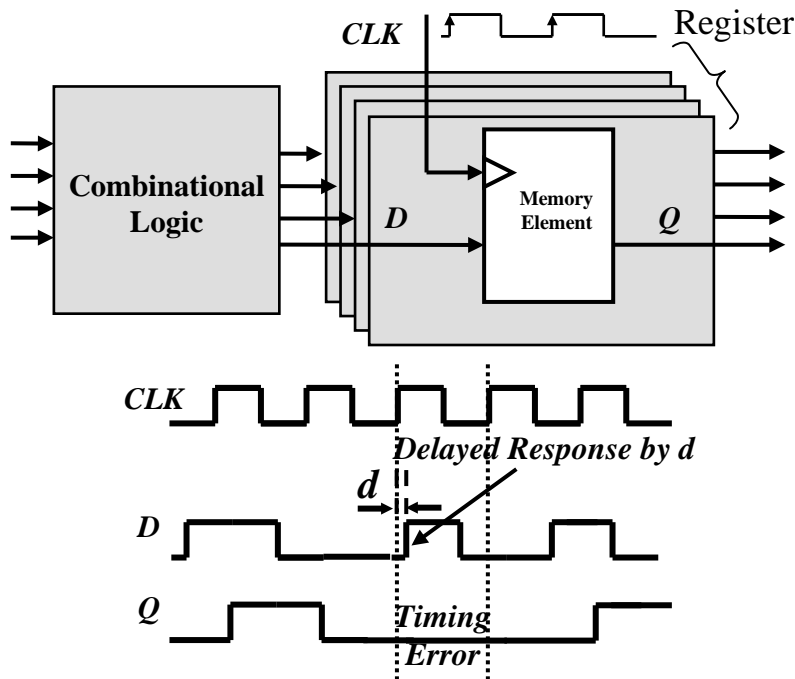 CLK
Register
Combinational
Logic
D
Memory
Element
Q
CLK
Delayed Response by d
d
D
Q
Timing
Error